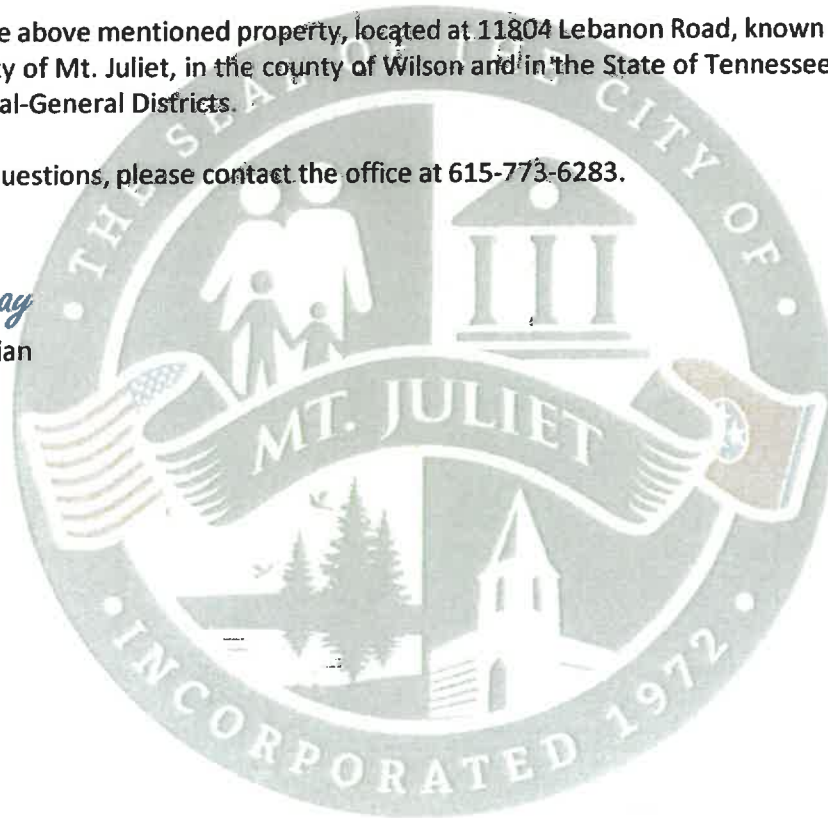 e above mentioned property, located at 11804 Lebanon Road, known
y of Mt. Juliet, in the county of Wilson and in the State of Tennessee
al-General Districts.
uestions, please contact the office at 615-773-6283.
ay
ian
THE SEAL OF THE CITY OF
MT. JULIET
INCORPORATED 1972